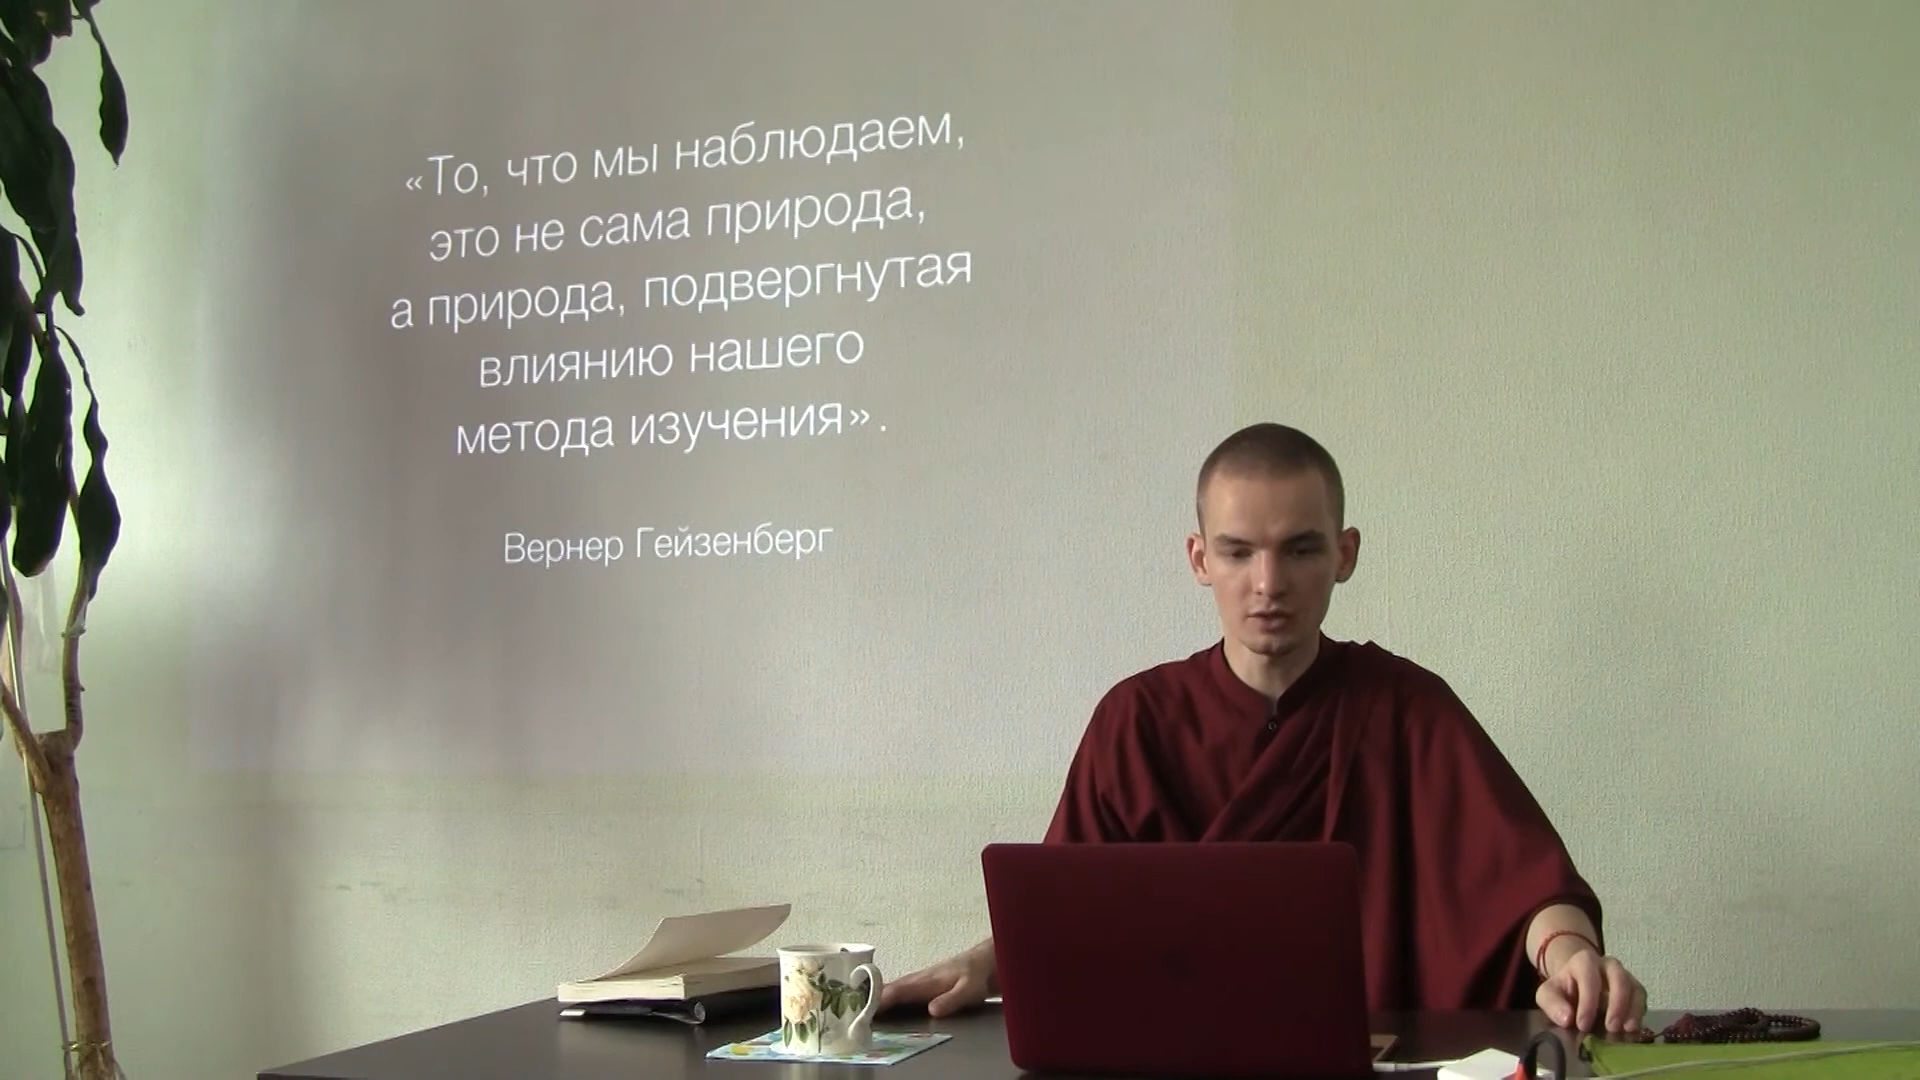 «То, что мы наблюдаем,
это не сама природа,
а природа, подвергнутая
влиянию нашего
метода изучения».
Вернер Гейзенберг